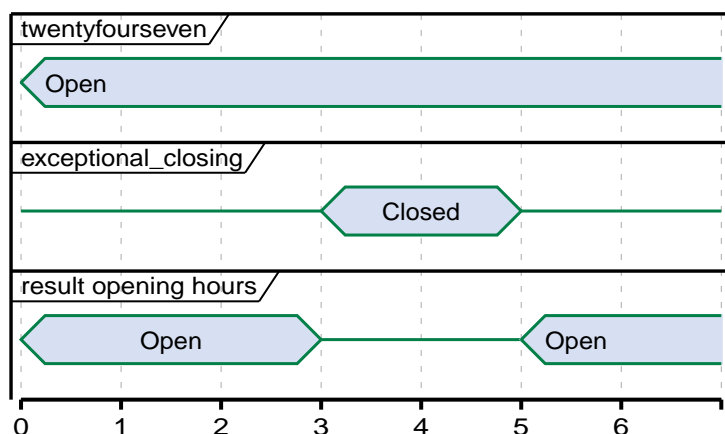 twentyfourseven
Open
exceptional_closing
Closed
result opening hours
Open Open
0 1 2 3 4 5 6